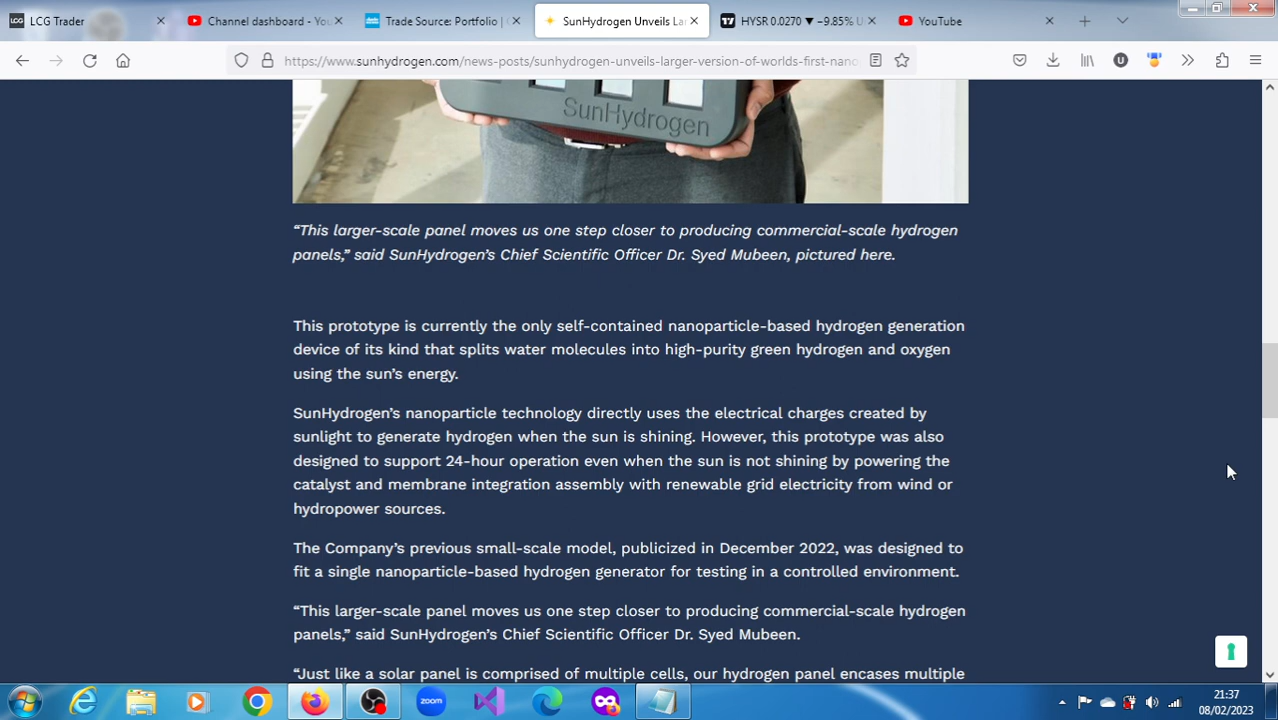 LCG Trader
Channel dashboard - You
Trade Source: Portfolio |
SunHydrogen Unveils La
HYSR 0.0270 ▼ −9.85% U
YouTube
https://www.sunhydrogen.com/news-posts/sunhydrogen-unveils-larger-version-of-worlds-first-nano
SunHydrogen
“This larger-scale panel moves us one step closer to producing commercial-scale hydrogen
panels,” said SunHydrogen’s Chief Scientific Officer Dr. Syed Mubeen, pictured here.
This prototype is currently the only self-contained nanoparticle-based hydrogen generation
device of its kind that splits water molecules into high-purity green hydrogen and oxygen
using the sun’s energy.
SunHydrogen’s nanoparticle technology directly uses the electrical charges created by
sunlight to generate hydrogen when the sun is shining. However, this prototype was also
designed to support 24-hour operation even when the sun is not shining by powering the
catalyst and membrane integration assembly with renewable grid electricity from wind or
hydropower sources.
The Company’s previous small-scale model, publicized in December 2022, was designed to
fit a single nanoparticle-based hydrogen generator for testing in a controlled environment.
“This larger-scale panel moves us one step closer to producing commercial-scale hydrogen
panels,” said SunHydrogen’s Chief Scientific Officer Dr. Syed Mubeen.
“Just like a solar panel is comprised of multiple cells, our hydrogen panel encases multiple
zoom
21:37
08/02/2023